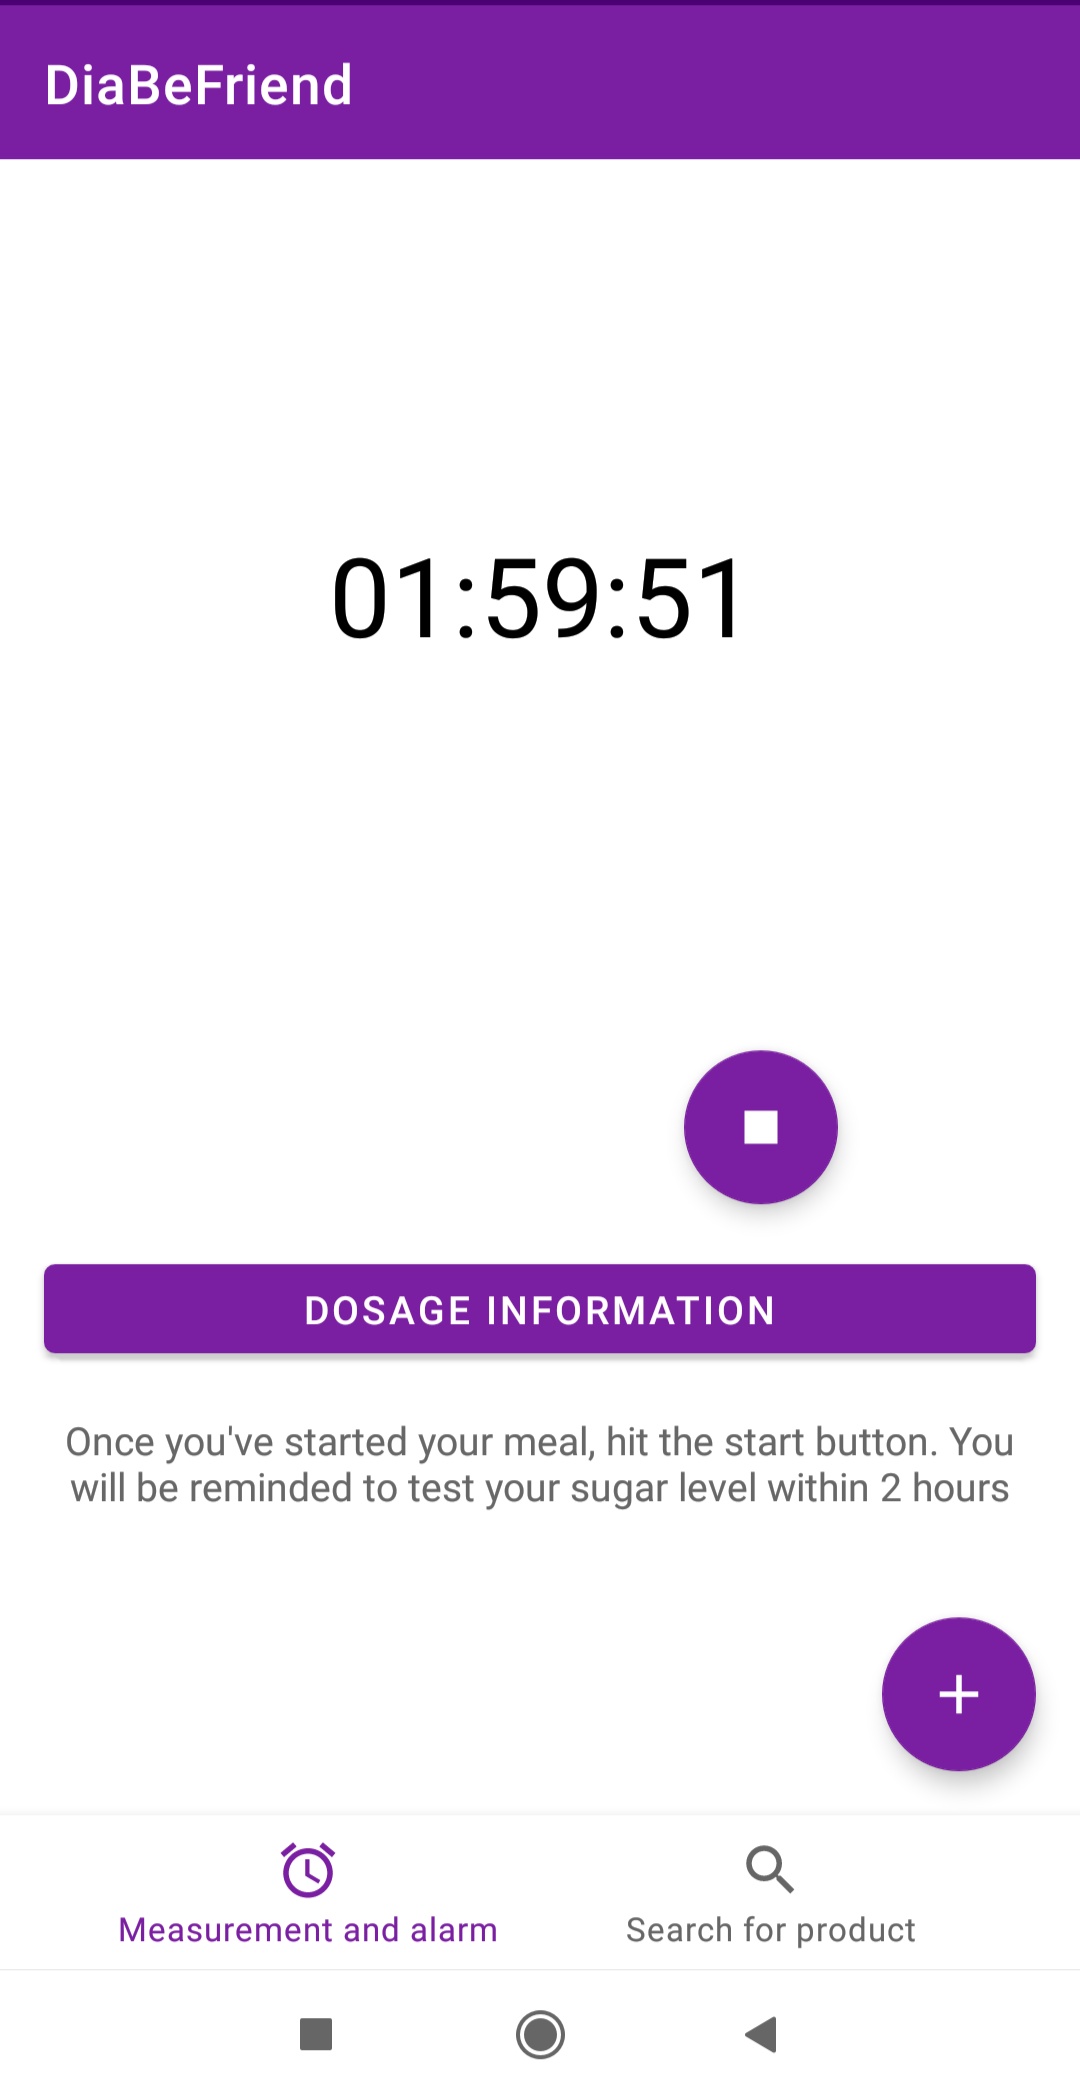 DiaBeFriend
01:59:51
DOSAGE INFORMATION
Once you've started your meal, hit the start button. You
will be reminded to test your sugar level within 2 hours
Measurement and alarm
Search for product